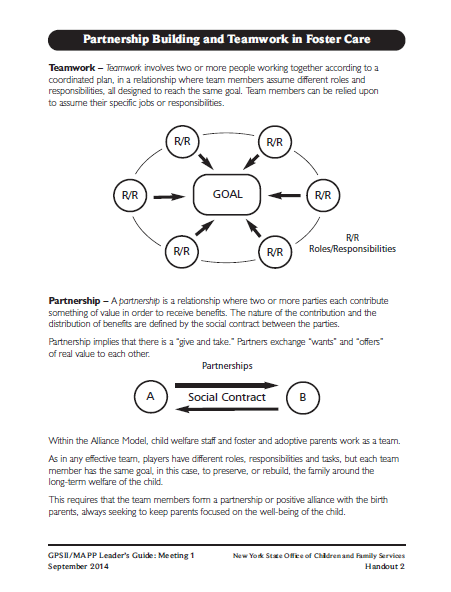 Partnership Building and Teamwork in Foster Care
Teamwork – Teamwork involves two or more people working together according to a
coordinated plan, in a relationship where team members assume different roles and
responsibilities, all designed to reach the same goal. Team members can be relied upon
to assume their specific jobs or responsibilities.
R/R
R/R
R/R
GOAL
R/R
R/R
R/R
R/R
Roles/Responsibilities
Partnership – A partnership is a relationship where two or more parties each contribute
something of value in order to receive benefits. The nature of the contribution and the
distribution of benefits are defined by the social contract between the parties.
Partnership implies that there is a “give and take.” Partners exchange “wants” and “offers”
of real value to each other.
Partnerships
A
Social Contract
B
Within the Alliance Model, child welfare staff and foster and adoptive parents work as a team.
As in any effective team, players have different roles, responsibilities and tasks, but each team
member has the same goal, in this case, to preserve, or rebuild, the family around the
long-term welfare of the child.
This requires that the team members form a partnership or positive alliance with the birth
parents, always seeking to keep parents focused on the well-being of the child.
GPSII/MAPP Leader's Guide: Meeting 1
New York State Office of Children and Family Services
September 2014
Handout 2